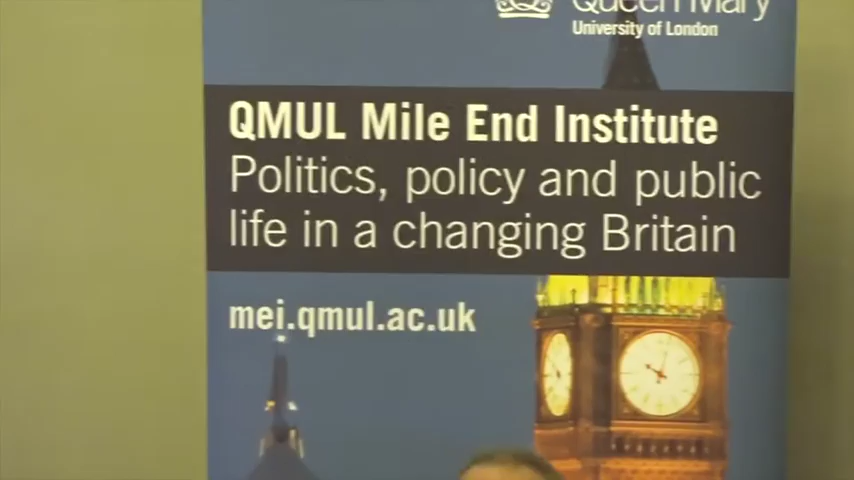 Queen Mary
University of London
QMUL Mile End Institute
Politics, policy and public
life in a changing Britain
mei.qmul.ac.uk